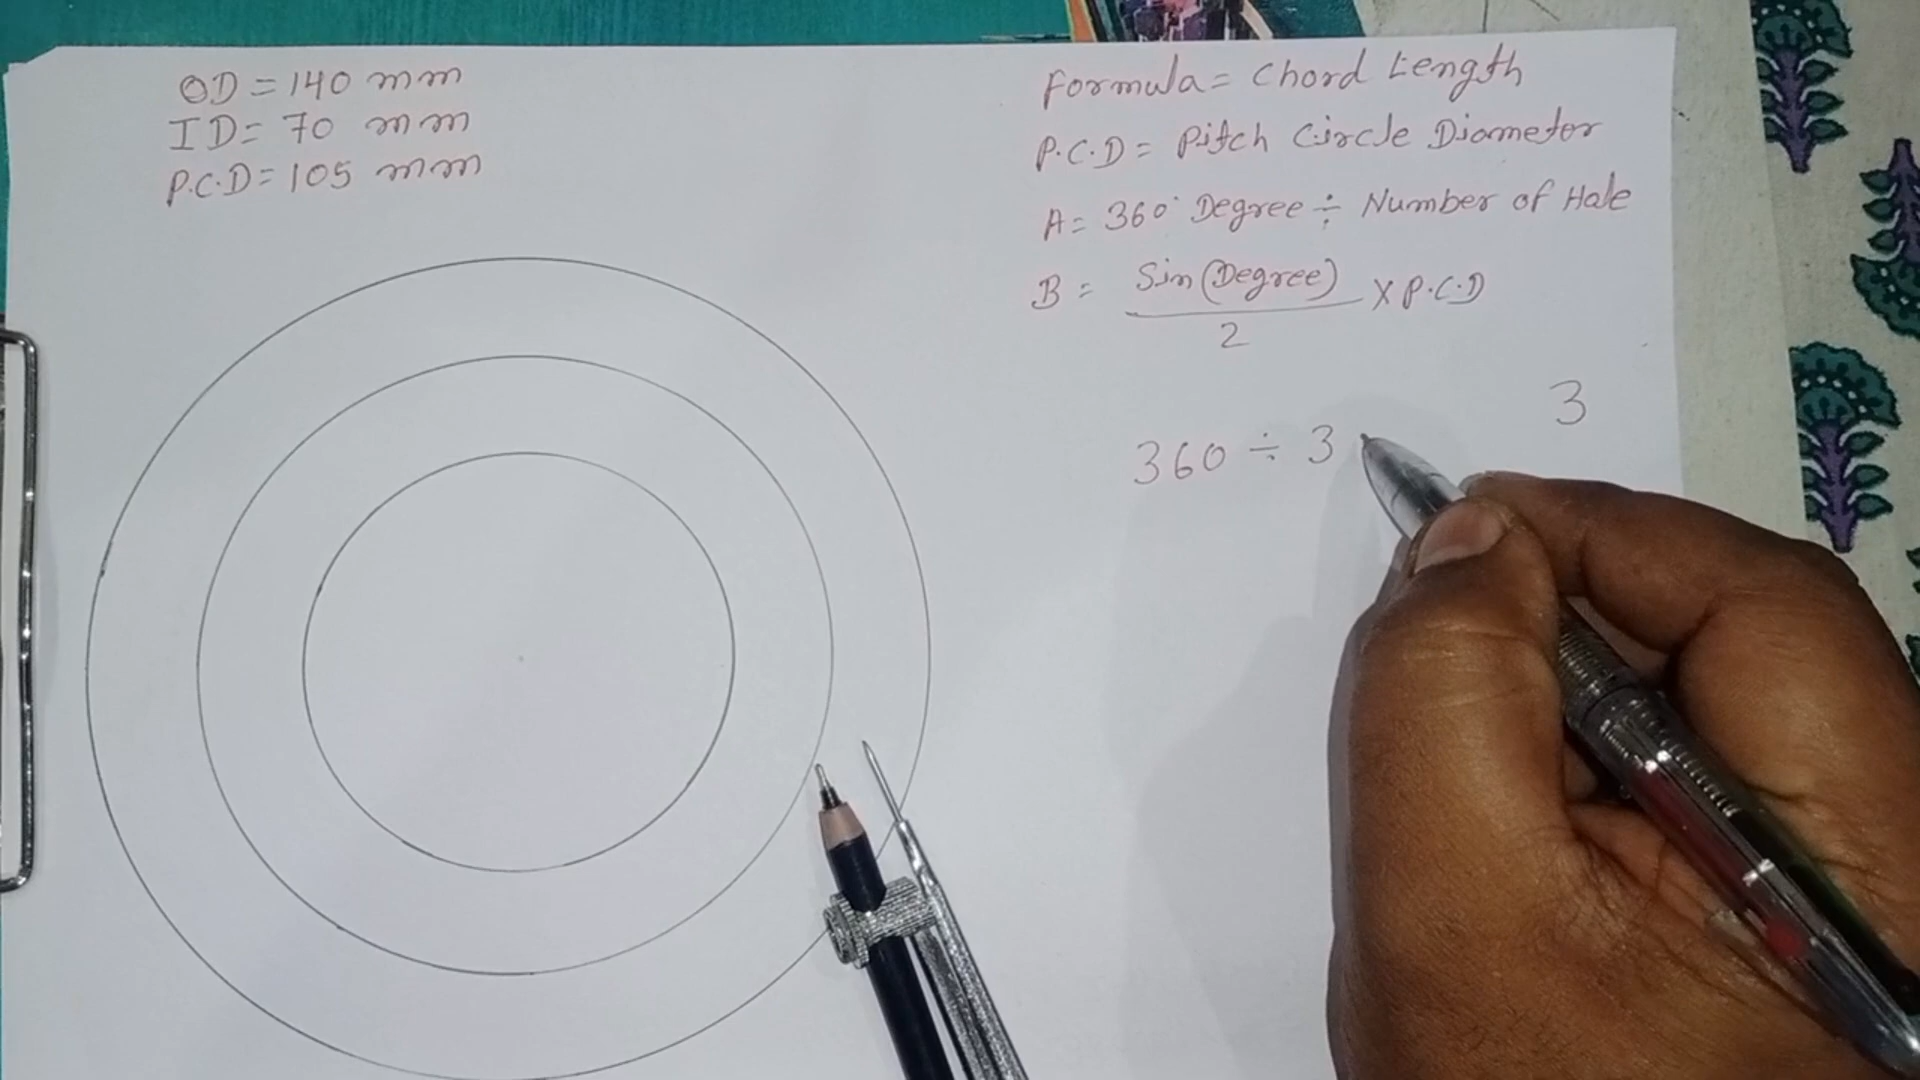 OD = 140 mm
ID = 70 mm
P.C.D = 105 mm
Formula = Chord Length
P.C.D = Pitch Circle Diameter
A = 360° Degree ÷ Number of Hole
B = Sin (Degree) / 2 × P.C.D
3
360 ÷ 3